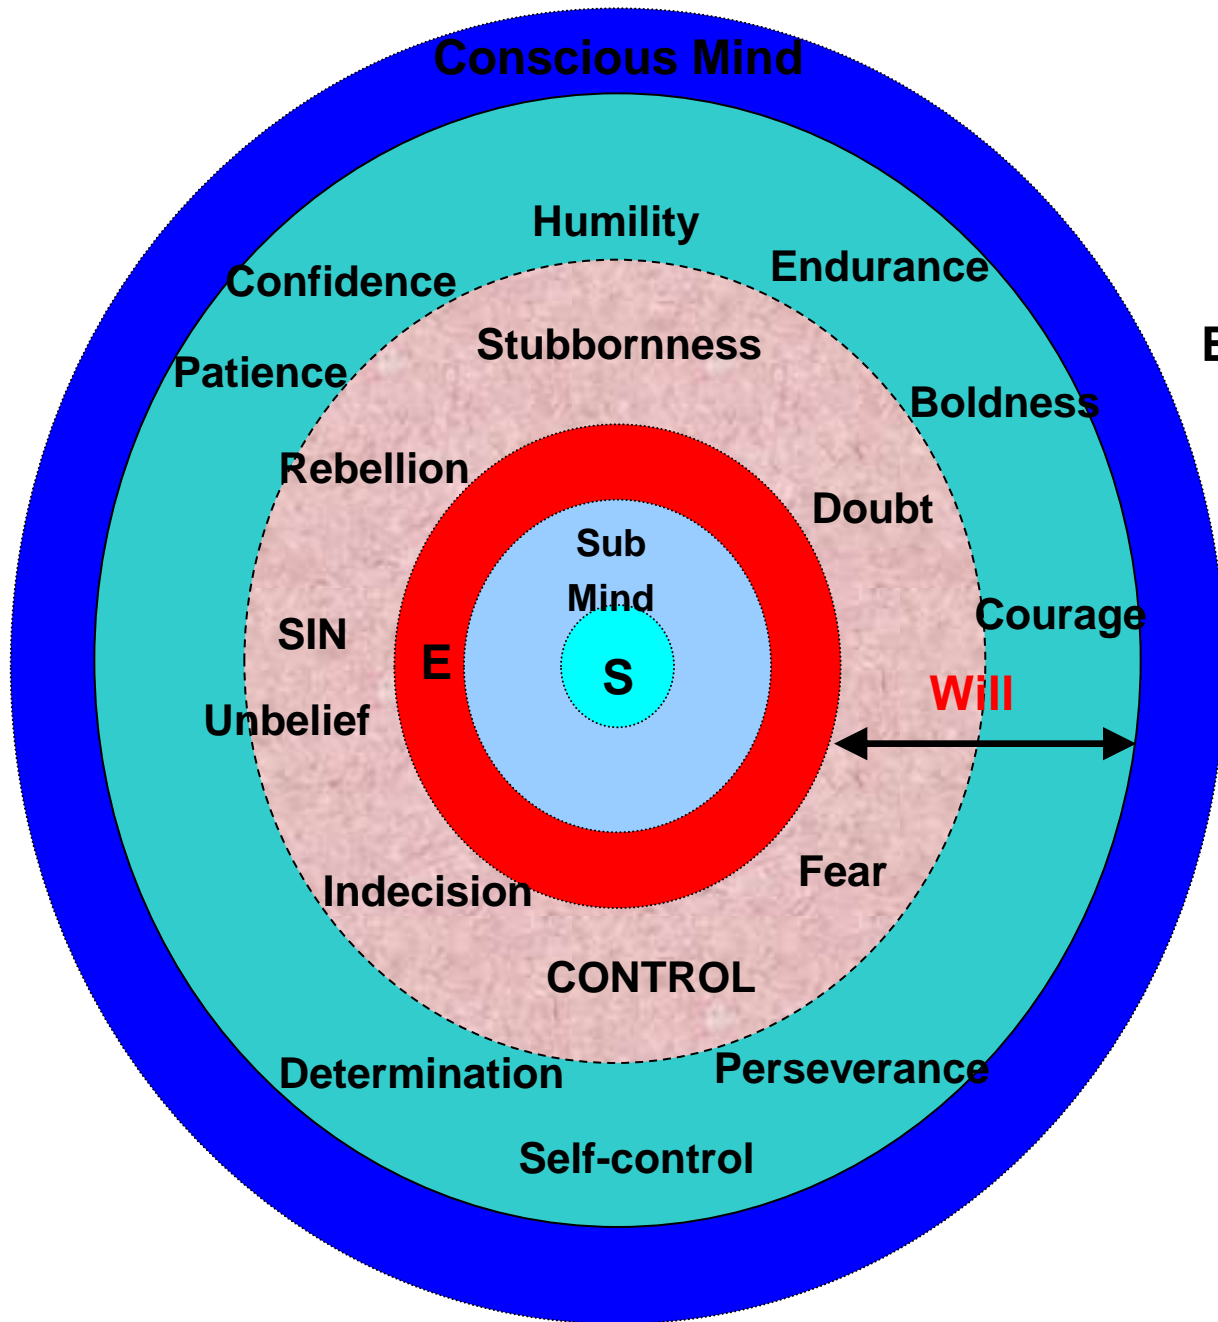 Conscious Mind
Humility
Endurance
Confidence
Stubbornness
E
Patience
Boldness
Rebellion
Doubt
Sub
Mind
Courage
SIN
E
S
Will
Unbelief
Fear
Indecision
CONTROL
Perseverance
Determination
Self-control